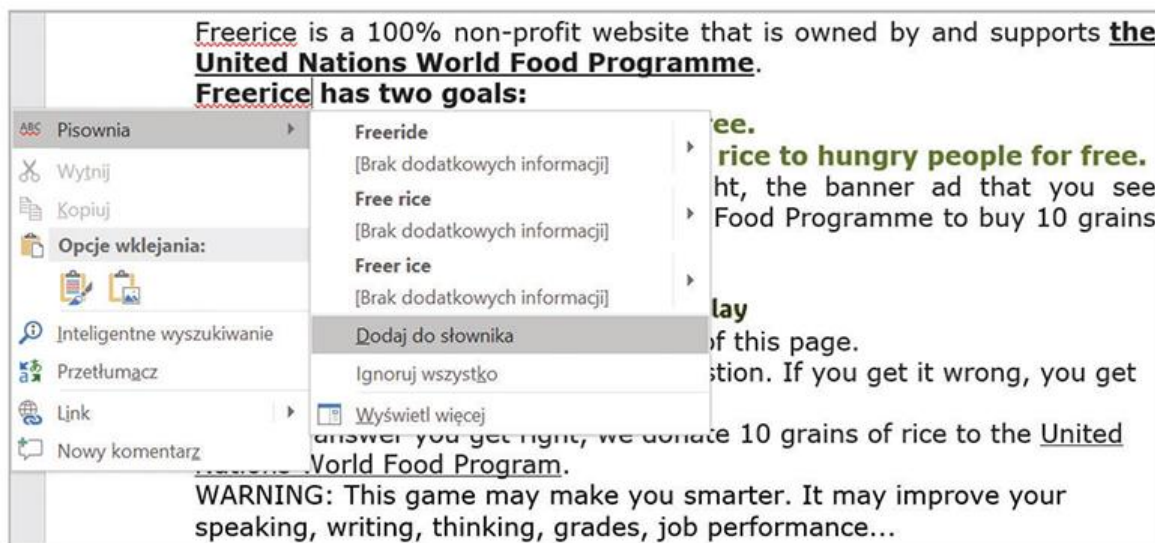 Freerice is a 100% non-profit website that is owned by and supports the
United Nations World Food Programme.
Freerice has two goals:
ABC Pisownia
Wytnij
Kopiuj
Opcje wklejania:
Inteligentne wyszukiwanie
Przetłumacz
Link
Nowy komentarz
Freeride
[Brak dodatkowych informacji]
Free rice
[Brak dodatkowych informacji]
Freer ice
[Brak dodatkowych informacji]
Dodaj do słownika
Ignoruj wszystko
Wyświetl więcej
ree.
rice to hungry people for free.
ht, the banner ad that you see
Food Programme to buy 10 grains
lay
of this page.
stion. If you get it wrong, you get
answer you get right, we donate 10 grains of rice to the United
Nations World Food Program.
WARNING: This game may make you smarter. It may improve your
speaking, writing, thinking, grades, job performance...